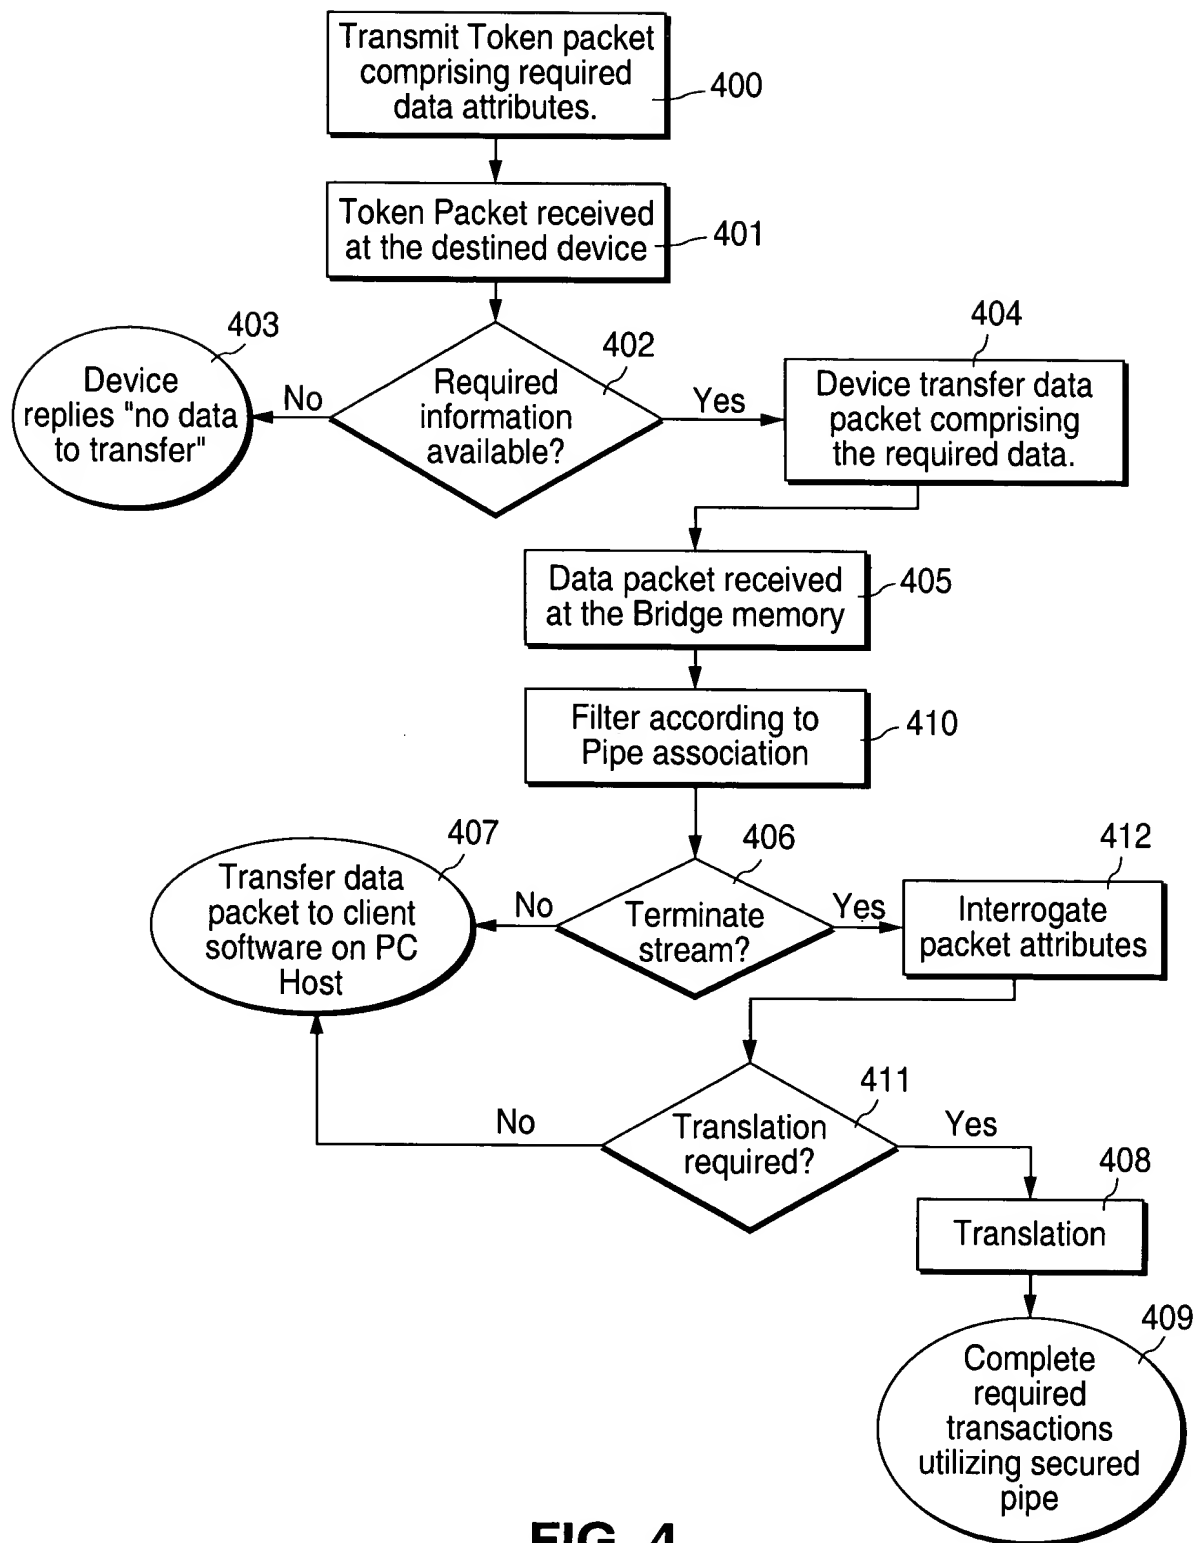 Transmit Token packet
comprising required
data attributes.
400
Token Packet received
at the destined device
401
403
Device
replies "no data
to transfer"
No
402
Required
information
available?
Yes
404
Device transfer data
packet comprising
the required data.
Data packet received
at the Bridge memory
405
Filter according to
Pipe association
410
407
Transfer data
packet to client
software on PC
Host
No
406
Terminate
stream?
Yes
412
Interrogate
packet attributes
No
411
Translation
required?
Yes
408
Translation
409
Complete
required
transactions
utilizing secured
pipe
FIG. 4